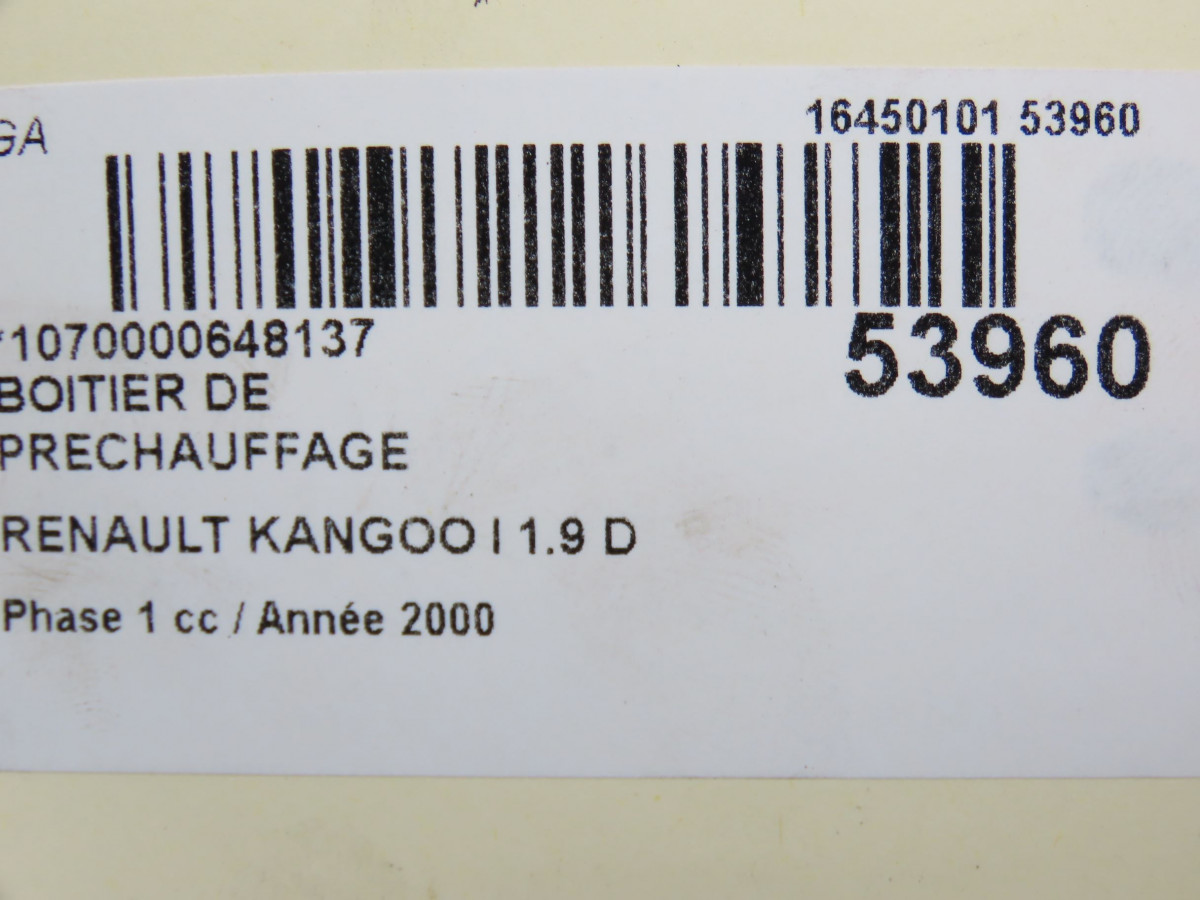 GA
16450101 53960
*1070000648137
53960
BOITIER DE
PRECHAUFFAGE
RENAULT KANGOO I 1.9 D
Phase 1 cc / Année 2000